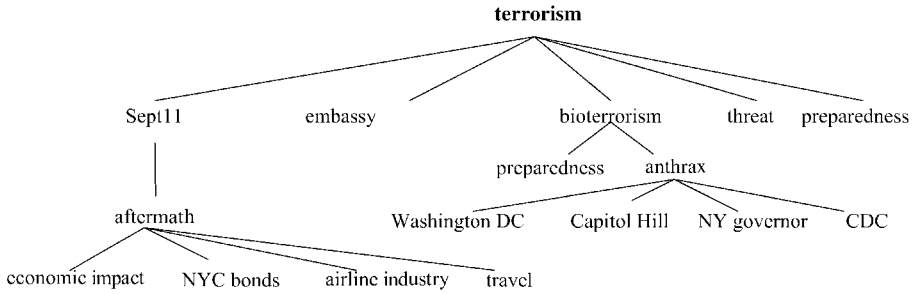 terrorism
Sept11 embassy bioterrorism threat preparedness
preparedness anthrax
aftermath Washington DC Capitol Hill NY governor CDC
economic impact NYC bonds airline industry travel